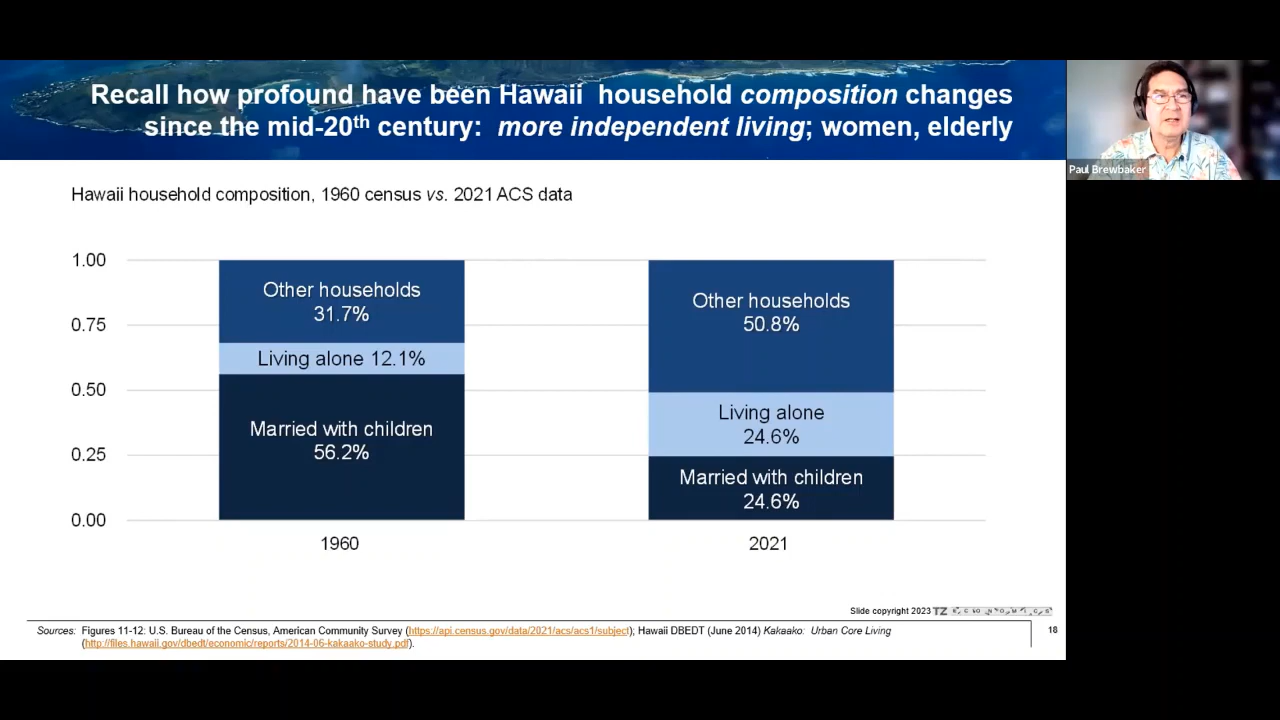 Recall how profound have been Hawaii household composition changes
since the mid-20th century: more independent living; women, elderly
Paul Brewbaker
Hawaii household composition, 1960 census vs. 2021 ACS data
1.00
0.75
0.50
0.25
0.00
Other households
31.7%
Living alone 12.1%
Married with children
56.2%
Other households
50.8%
Living alone
24.6%
Married with children
24.6%
1960
2021
Slide copyright 2023 TZ ECONOMICS
Sources: Figures 11-12: U.S. Bureau of the Census, American Community Survey (https://api.census.gov/data/2021/acs/acs1/subject); Hawaii DBEDT (June 2014) Kakaako: Urban Core Living
(http://files.hawaii.gov/dbedt/economic/reports/2014-06-kakaako-study.pdf).
18